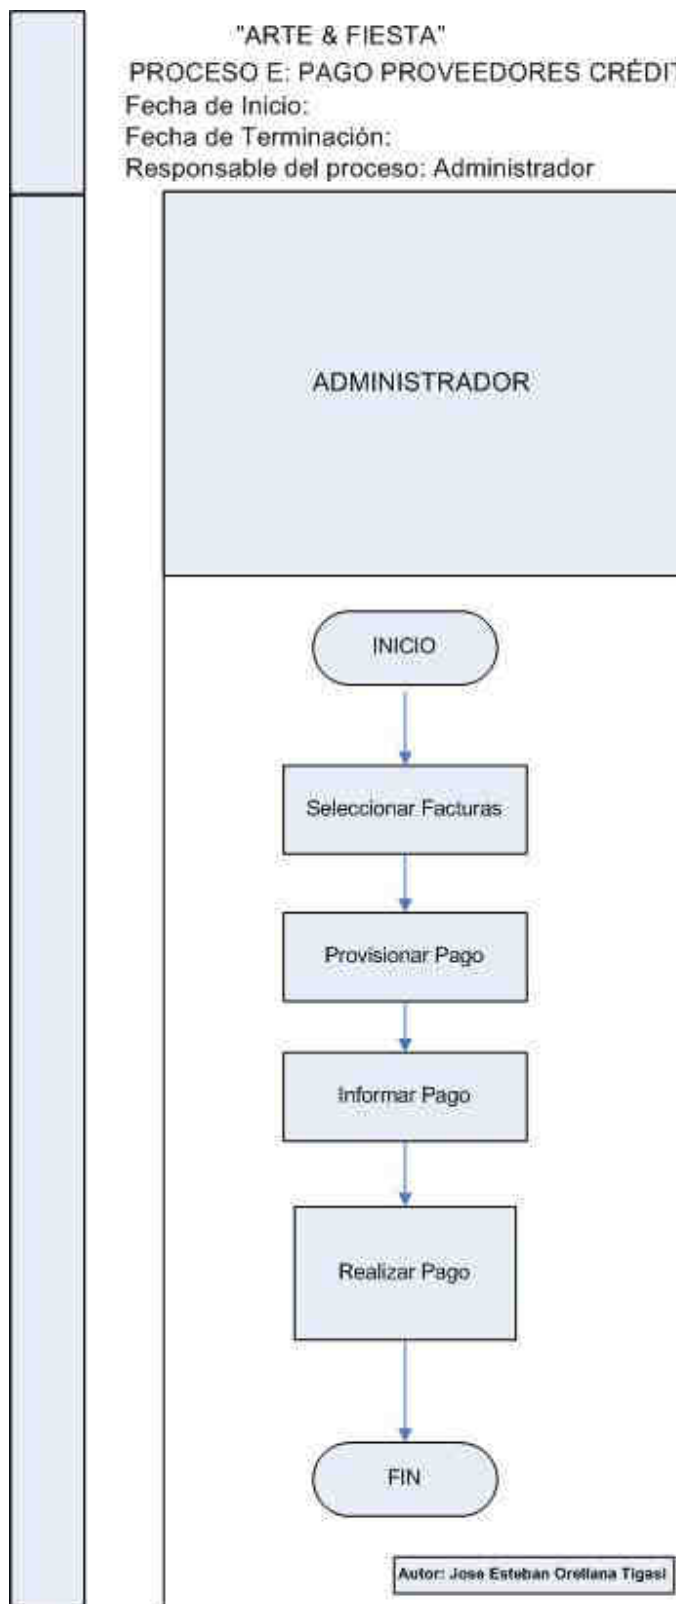 "ARTE & FIESTA"
PROCESO E: PAGO PROVEEDORES CRÉDIT
Fecha de Inicio:
Fecha de Terminación:
Responsable del proceso: Administrador
ADMINISTRADOR
INICIO
Seleccionar Facturas
Provisionar Pago
Informar Pago
Realizar Pago
FIN
Autor: Jose Esteban Orellana Tigasi